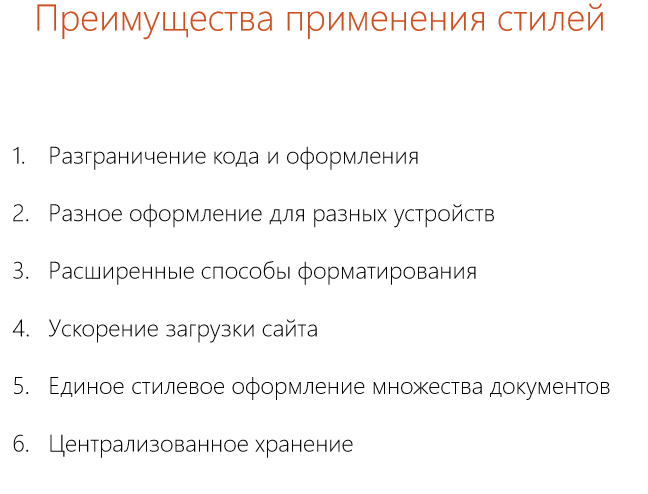 Преимущества применения стилей
1. Разграничение кода и оформления
2. Разное оформление для разных устройств
3. Расширенные способы форматирования
4. Ускорение загрузки сайта
5. Единое стилевое оформление множества документов
6. Централизованное хранение